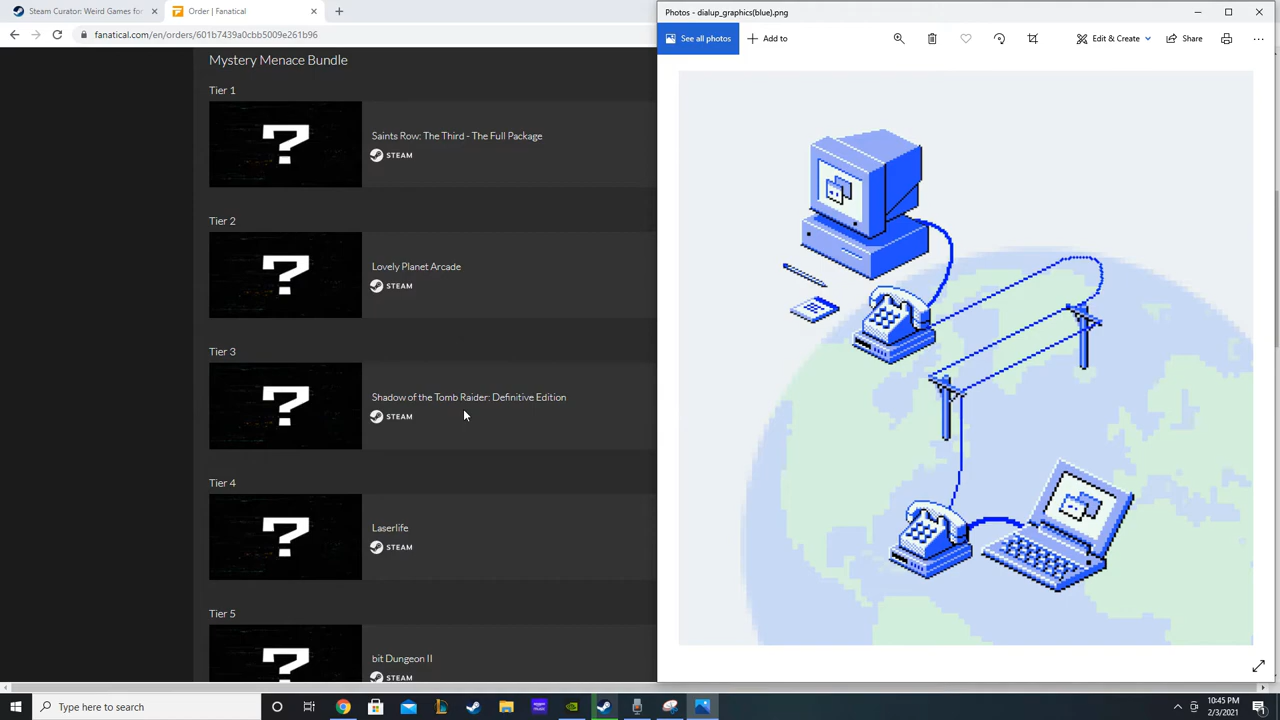 Steam Curator: Weird Games for
Order | Fanatical
Photos - dialup_graphics(blue).png
fanatical.com/en/orders/601b7439a0cbb5009e261b96
See all photos
Add to
Edit & Create
Share
Mystery Menace Bundle
Tier 1
?
Saints Row: The Third - The Full Package
STEAM
Tier 2
?
Lovely Planet Arcade
STEAM
Tier 3
?
Shadow of the Tomb Raider: Definitive Edition
STEAM
Tier 4
?
Laserlife
STEAM
Tier 5
?
bit Dungeon II
STEAM
Type here to search
10:45 PM
2/3/2021
1